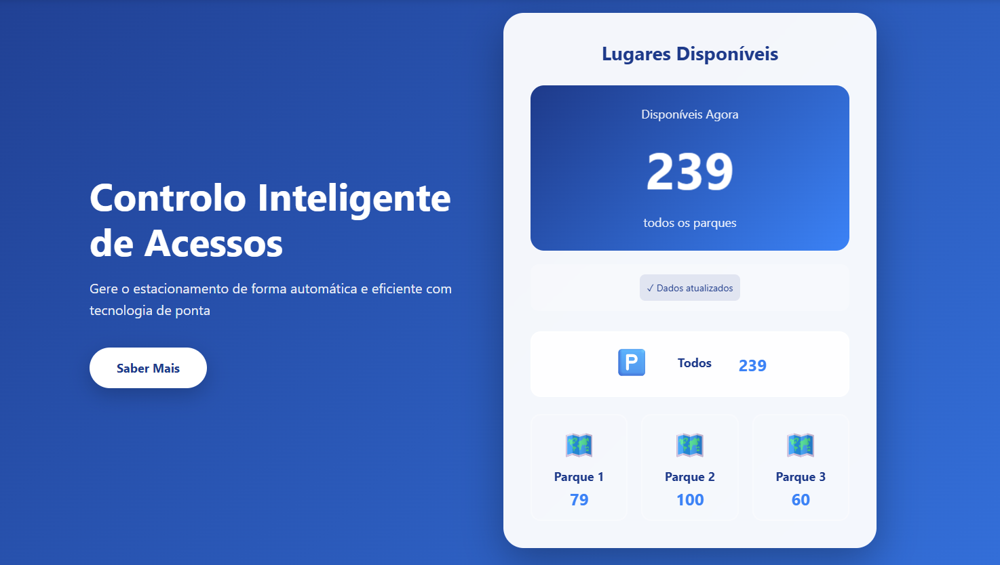 Controlo Inteligente
de Acessos
Gere o estacionamento de forma automática e eficiente com
tecnologia de ponta
Saber Mais
Lugares Disponíveis
Disponíveis Agora
239
todos os parques
✓ Dados atualizados
P
Todos
239
Parque 1
79
Parque 2
100
Parque 3
60